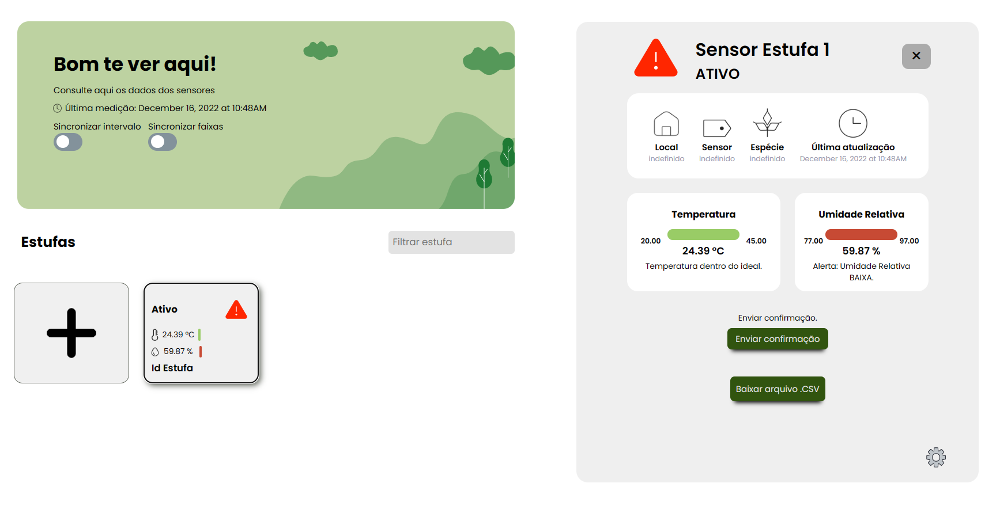 Bom te ver aqui!
Consulte aqui os dados dos sensores
Última medição: December 16, 2022 at 10:48AM
Sincronizar intervalo Sincronizar faixas
Estufas
Filtrar estufa
Ativo
24.39 ºC
59.87 %
Id Estufa
Sensor Estufa 1
ATIVO
Local Sensor Espécie Última atualização
indefinido indefinido indefinido December 16, 2022 at 10:48AM
Temperatura
20.00 45.00
24.39 ºC
Temperatura dentro do ideal.
Umidade Relativa
77.00 97.00
59.87 %
Alerta: Umidade Relativa
BAIXA.
Enviar confirmação.
Enviar confirmação
Baixar arquivo .CSV